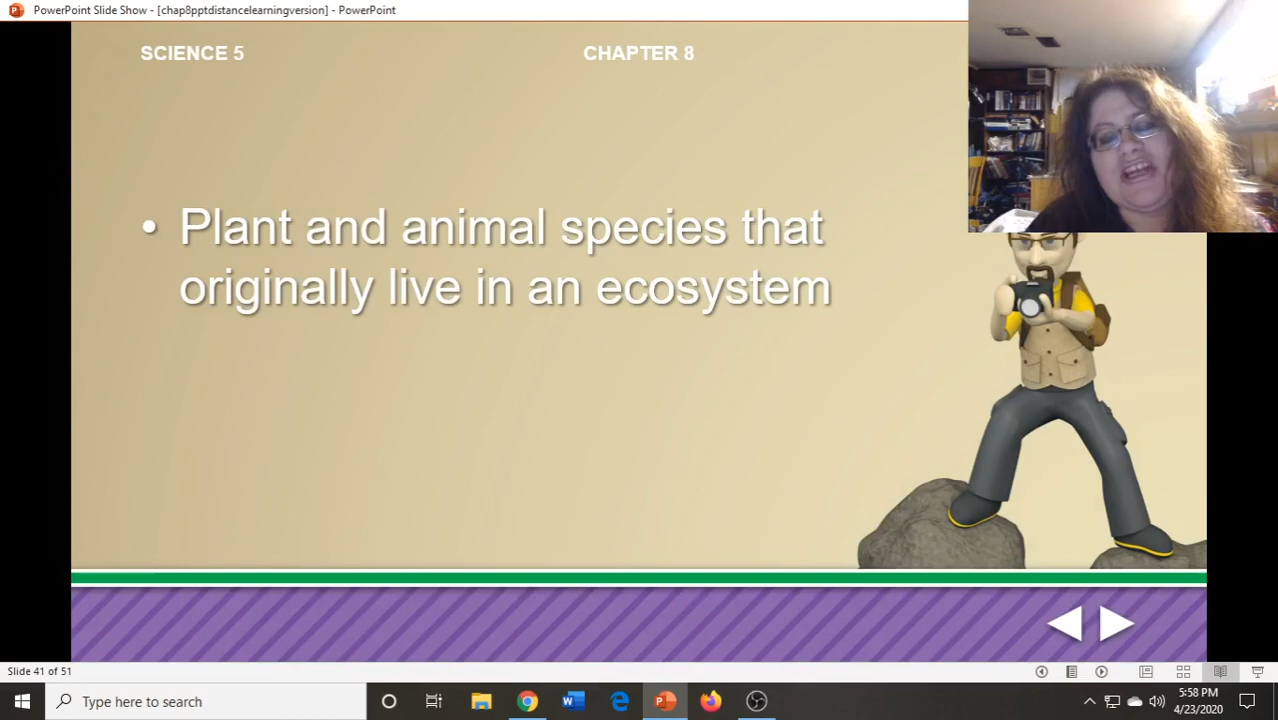 PowerPoint Slide Show - [chap8pptdistancelearningversion] - PowerPoint
SCIENCE 5
CHAPTER 8
• Plant and animal species that
originally live in an ecosystem
Slide 41 of 51
Type here to search
5:58 PM
4/23/2020